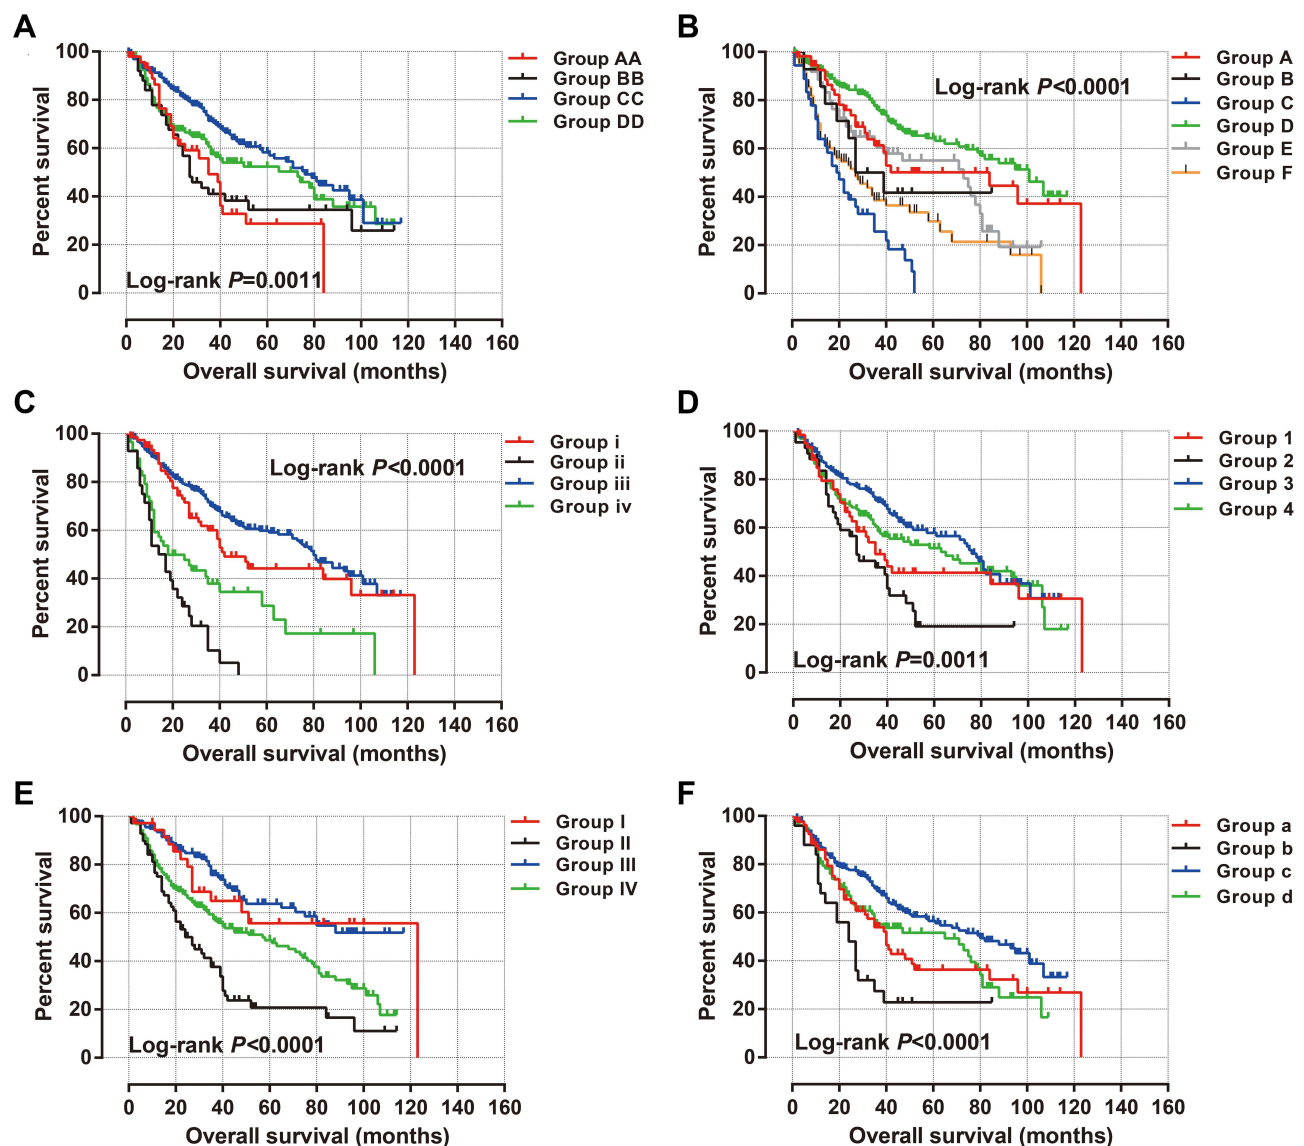 A
Percent survival
100
80
60
40
20
0
Log-rank P=0.0011
Group AA
Group BB
Group CC
Group DD
0 20 40 60 80 100 120 140 160
Overall survival (months)
B
Percent survival
100
80
60
40
20
0
Log-rank P<0.0001
Group A
Group B
Group C
Group D
Group E
Group F
0 20 40 60 80 100 120 140 160
Overall survival (months)
C
Percent survival
100
80
60
40
20
0
Log-rank P<0.0001
Group i
Group ii
Group iii
Group iv
0 20 40 60 80 100 120 140 160
Overall survival (months)
D
Percent survival
100
80
60
40
20
0
Log-rank P=0.0011
Group 1
Group 2
Group 3
Group 4
0 20 40 60 80 100 120 140 160
Overall survival (months)
E
Percent survival
100
80
60
40
20
0
Log-rank P<0.0001
Group I
Group II
Group III
Group IV
0 20 40 60 80 100 120 140 160
Overall survival (months)
F
Percent survival
100
80
60
40
20
0
Log-rank P<0.0001
Group a
Group b
Group c
Group d
0 20 40 60 80 100 120 140 160
Overall survival (months)